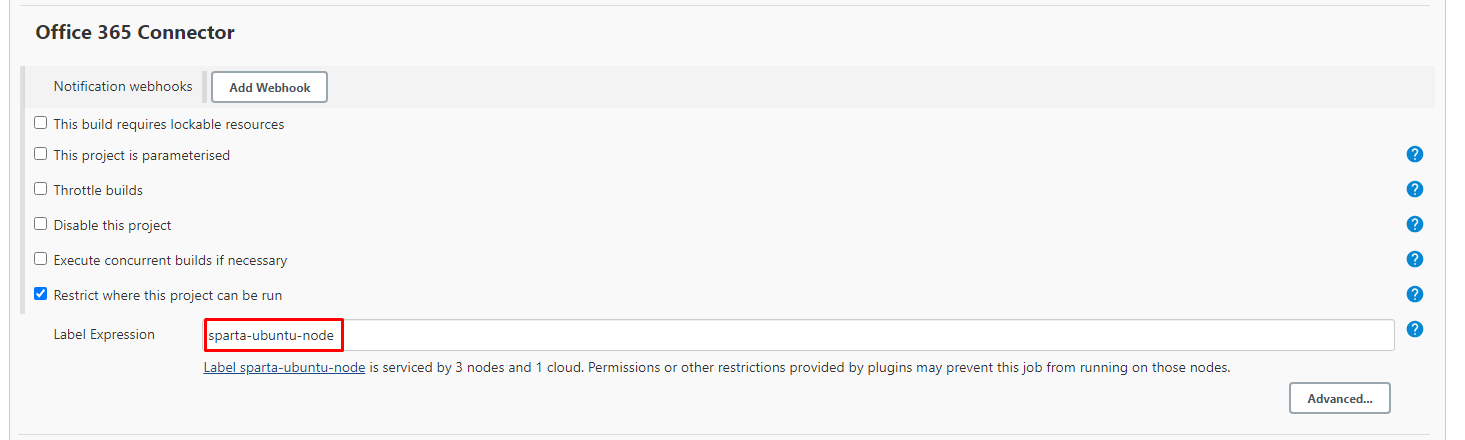 Office 365 Connector
Notification webhooks Add Webhook
This build requires lockable resources
This project is parameterised ?
Throttle builds ?
Disable this project ?
Execute concurrent builds if necessary ?
Restrict where this project can be run ?
Label Expression sparta-ubuntu-node ?
Label sparta-ubuntu-node is serviced by 3 nodes and 1 cloud. Permissions or other restrictions provided by plugins may prevent this job from running on those nodes.
Advanced...